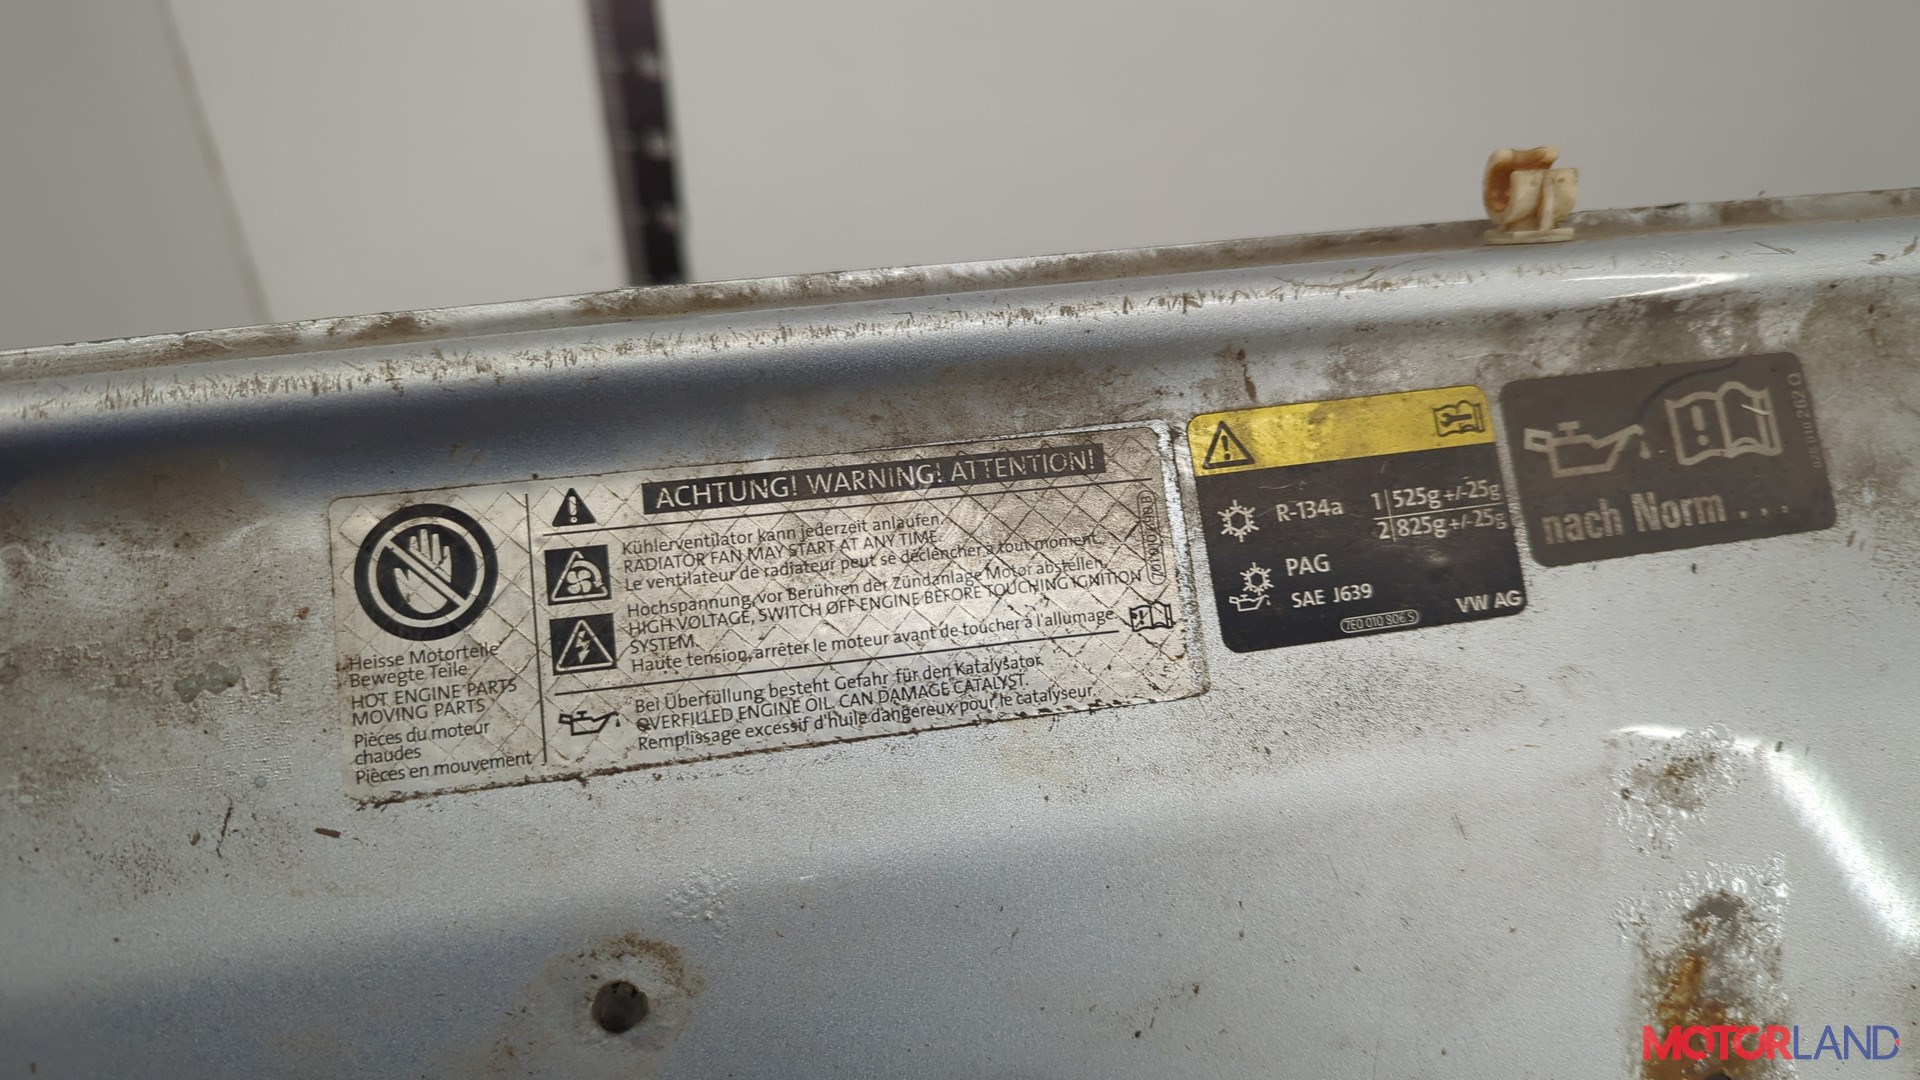 ACHTUNG! WARNING! ATTENTION!
Kühlerventilator kann jederzeit anlaufen.
RADIATOR FAN MAY START AT ANY TIME.
Le ventilateur de radiateur peut se déclencher à tout moment.
Hochspannung, vor Berühren der Zündanlage Motor abstellen.
HIGH VOLTAGE, SWITCH OFF ENGINE BEFORE TOUCHING IGNITION
SYSTEM.
Haute tension, arrêter le moteur avant de toucher à l'allumage.
Bei Überfüllung besteht Gefahr für den Katalysator.
OVERFILLED ENGINE OIL CAN DAMAGE CATALYST.
Remplissage excessif d'huile dangereux pour le catalyseur.
Heisse Motorteile
Bewegte Teile
HOT ENGINE PARTS
MOVING PARTS
Pièces du moteur
chaudes
Pièces en mouvement
R-134a
1 525g +/-25g
2 825g +/-25g
PAG
SAE J639
VW AG
7E0 010 806 S
nach Norm . . .
MOTORLAND